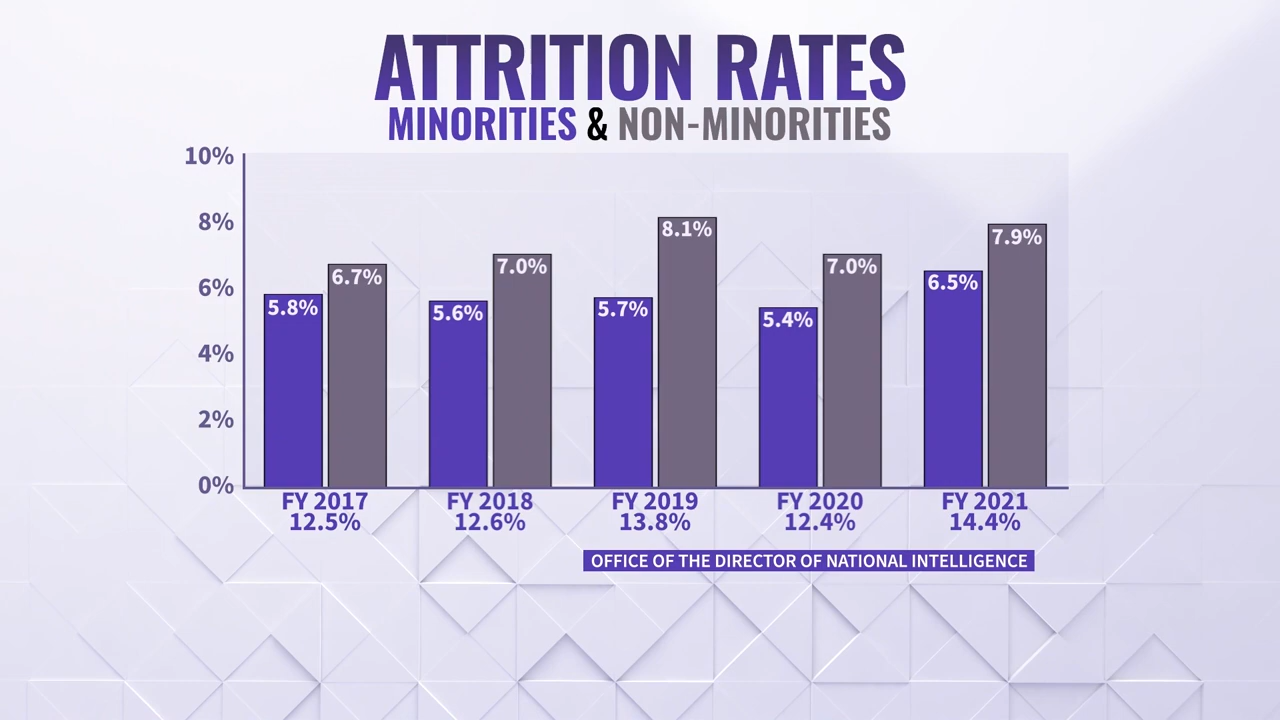 ATTRITION RATES
MINORITIES & NON-MINORITIES
10%
8%
6%
4%
2%
0%
5.8%
6.7%
5.6%
7.0%
5.7%
8.1%
5.4%
7.0%
6.5%
7.9%
FY 2017
12.5%
FY 2018
12.6%
FY 2019
13.8%
FY 2020
12.4%
FY 2021
14.4%
OFFICE OF THE DIRECTOR OF NATIONAL INTELLIGENCE